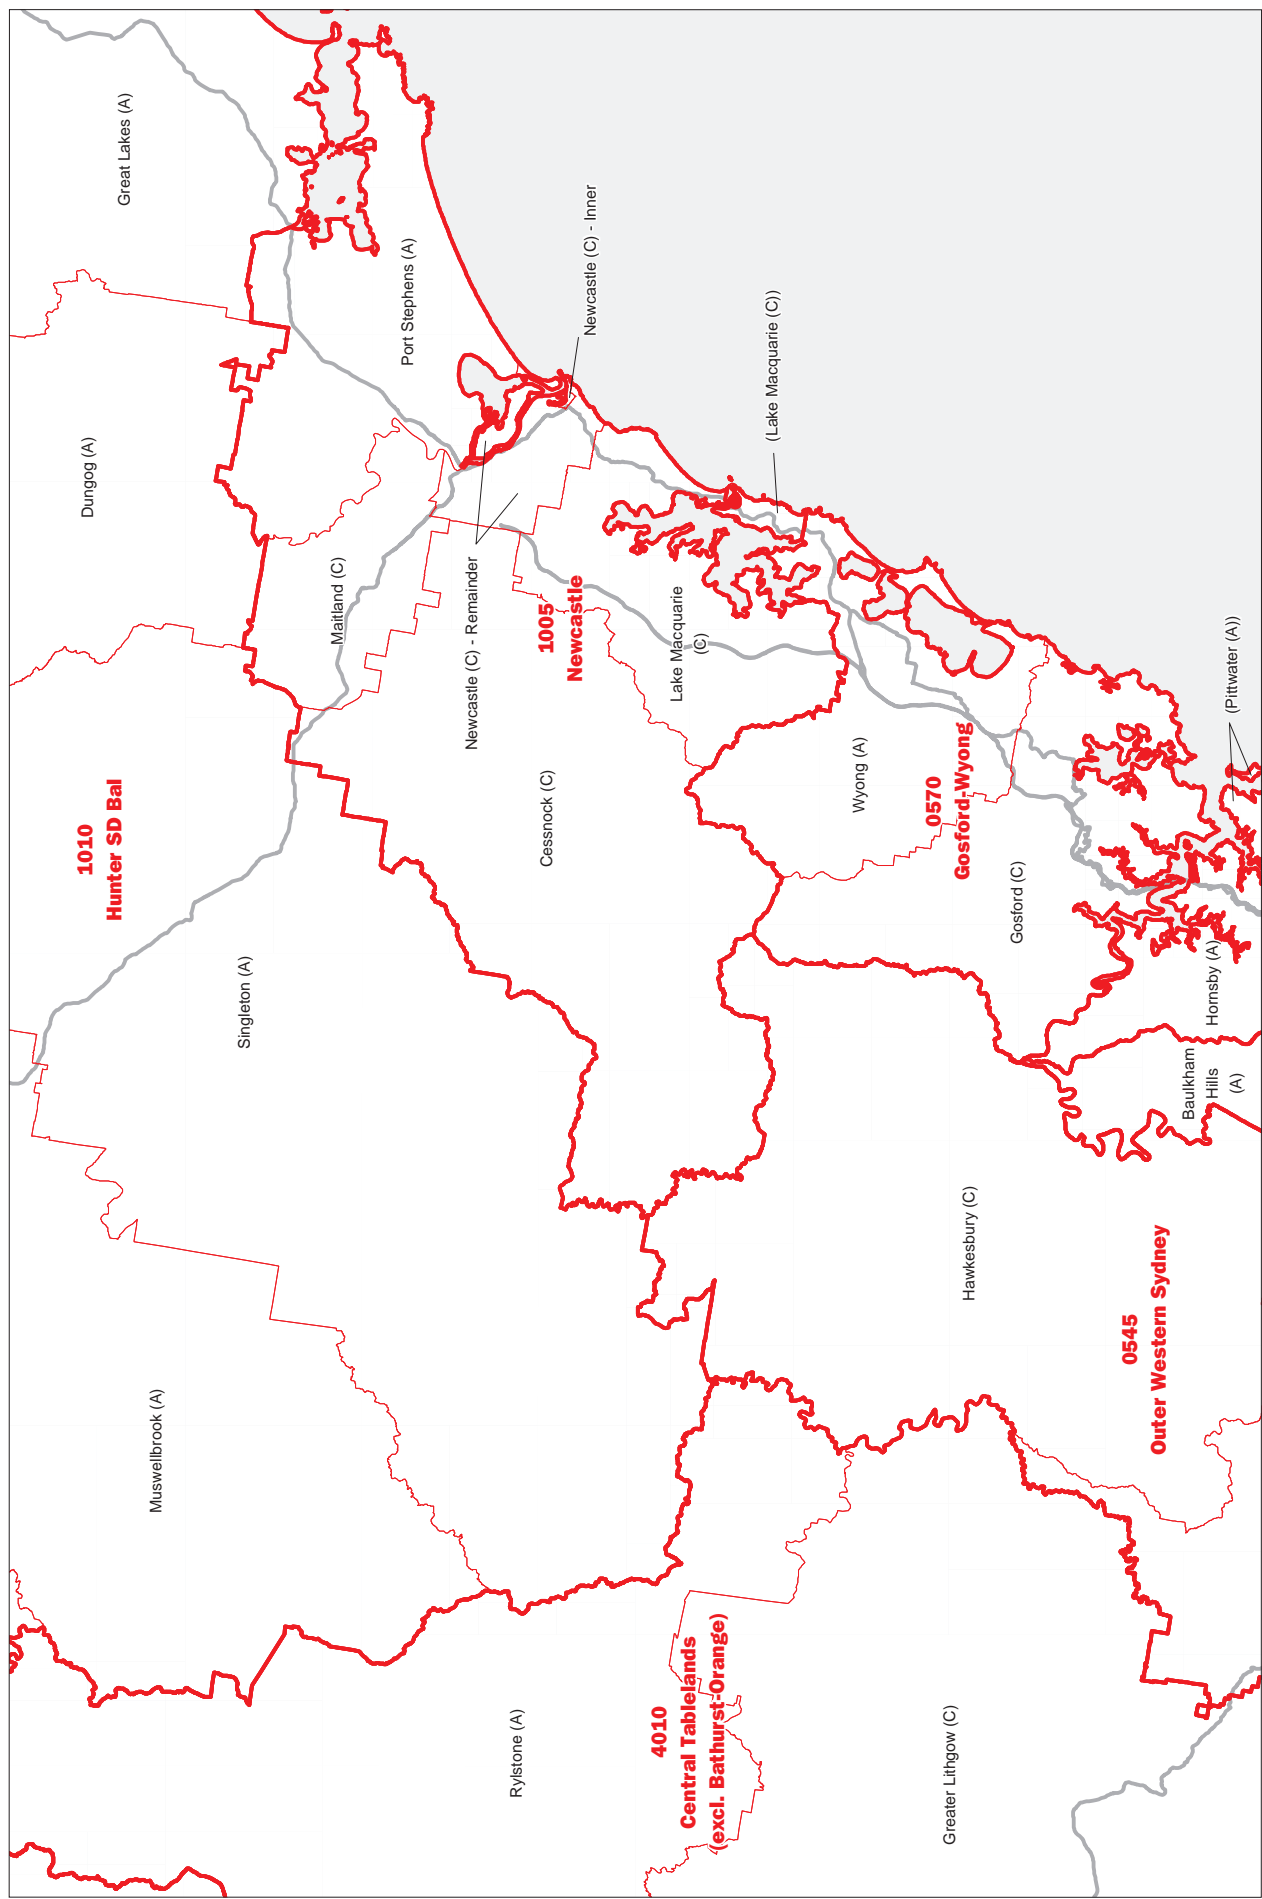 Great Lakes (A)
Dungog (A)
Port Stephens (A)
Newcastle (C) - Inner
(Lake Macquarie (C))
Maitland (C)
Newcastle (C) - Remainder
1005
Newcastle
Lake Macquarie
(C)
(Pittwater (A))
1010
Hunter SD Bal
Cessnock (C)
Wyong (A)
0570
Gosford-Wyong
Gosford (C)
Singleton (A)
Hornsby (A)
Baulkham
Hills
(A)
Hawkesbury (C)
0545
Outer Western Sydney
Muswellbrook (A)
Rylstone (A)
4010
Central Tablelands
(excl. Bathurst-Orange)
Greater Lithgow (C)